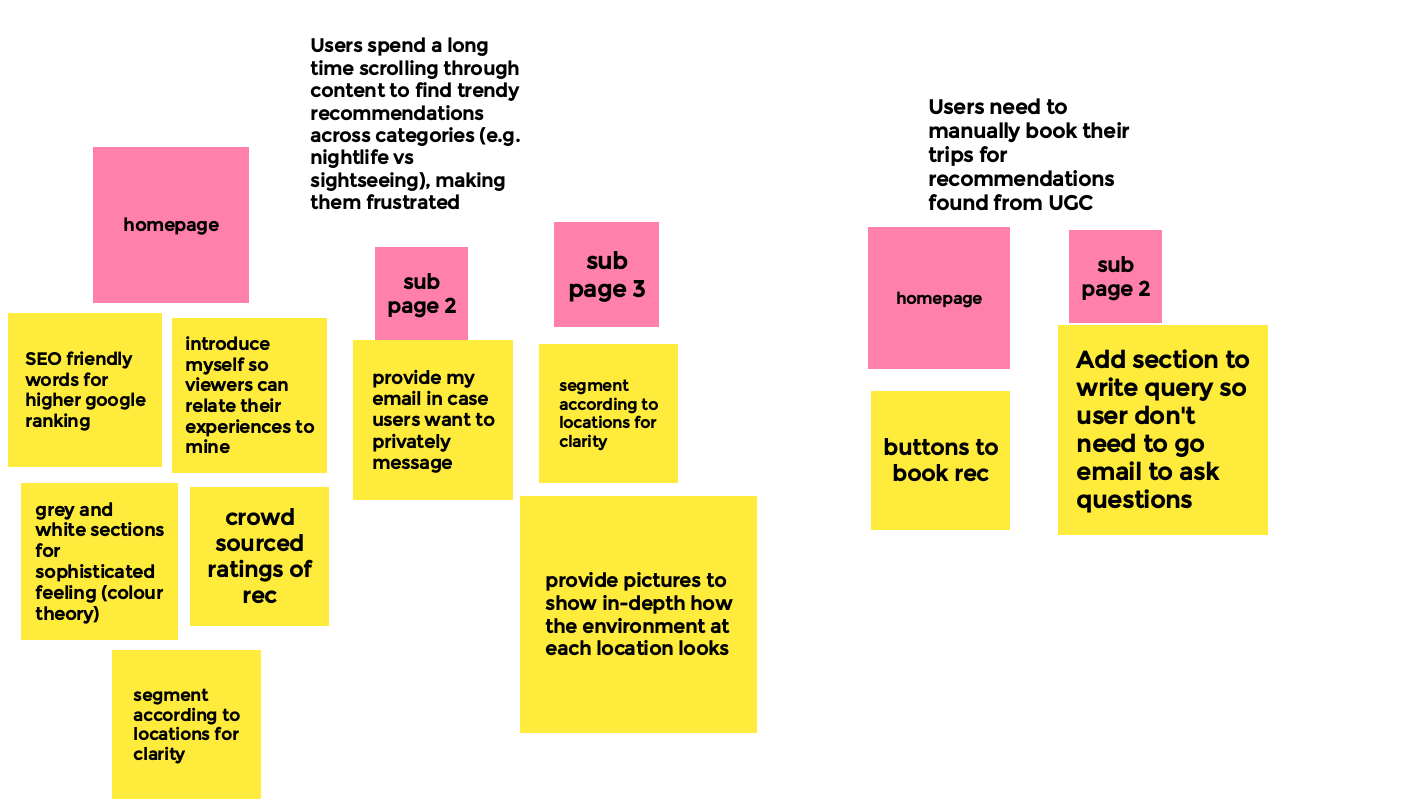 Users spend a long
time scrolling through
content to find trendy
recommendations
across categories (e.g.
nightlife vs
sightseeing), making
them frustrated
homepage
sub
page 2
sub
page 3
SEO friendly
words for
higher google
ranking
introduce
myself so
viewers can
relate their
experiences to
mine
provide my
email in case
users want to
privately
message
segment
according to
locations for
clarity
grey and
white sections
for
sophisticated
feeling (colour
theory)
crowd
sourced
ratings of
rec
provide pictures to
show in-depth how
the environment at
each location looks
segment
according to
locations for
clarity
Users need to
manually book their
trips for
recommendations
found from UGC
homepage
sub
page 2
buttons to
book rec
Add section to
write query so
user don't
need to go
email to ask
questions